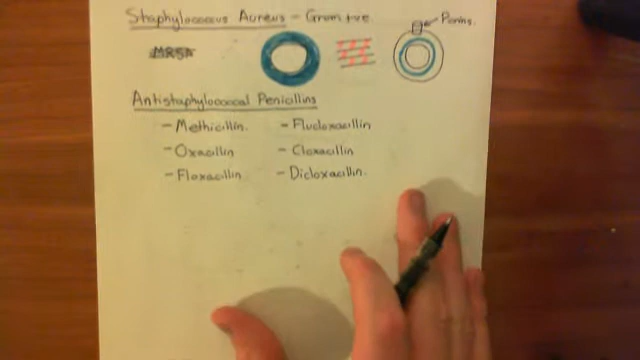 Staphylococcus Aureus - Gram +ve.
Porins.
MRSA
Antistaphylococcal Penicillins
- Methicillin. - Flucloxacillin
- Oxacillin - Cloxacillin
- Floxacillin - Dicloxacillin.